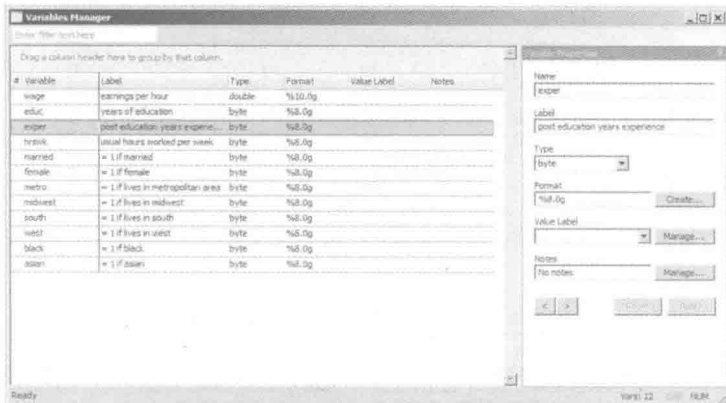 Variables Manager
Enter filter text here
Drag a column header here to group by that column.
# Variable Label Type Format Value Label Notes
wage earnings per hour double %10.0g
educ years of education byte %8.0g
exper post education years experie... byte %8.0g
hrswk usual hours worked per week byte %8.0g
married = 1 if married byte %8.0g
female = 1 if female byte %8.0g
metro = 1 if lives in metropolitan area byte %8.0g
midwest = 1 if lives in midwest byte %8.0g
south = 1 if lives in south byte %8.0g
west = 1 if lives in west byte %8.0g
black = 1 if black byte %8.0g
asian = 1 if asian byte %8.0g
Variable Properties
Name
exper
Label
post education years experience
Type
byte
Format
%8.0g Create...
Value Label
Manage...
Notes
No notes Manage...
< >
Ready Vars: 12 CAP NUM